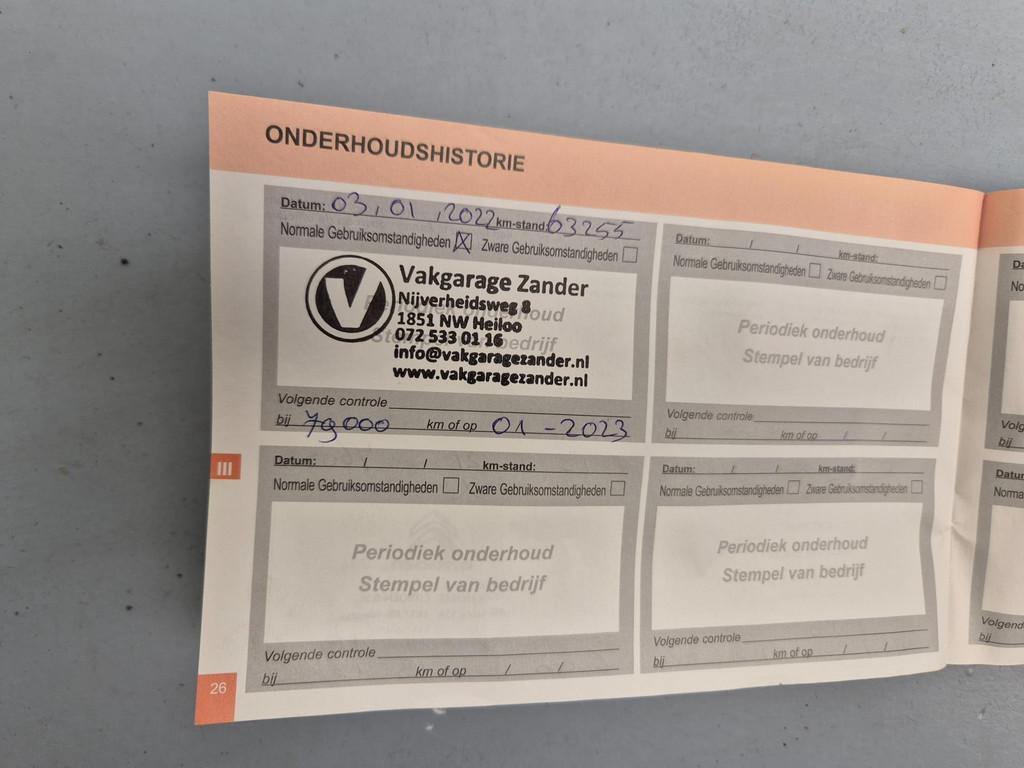 ONDERHOUDSHISTORIE
Datum: 03 / 01 / 2022 km-stand: 63255
Normale Gebruiksomstandigheden ☒ Zware Gebruiksomstandigheden ☐
V
Vakgarage Zander
Nijverheidsweg 8
1851 NW Heiloo
072 533 01 16
info@vakgaragezander.nl
www.vakgaragezander.nl
Volgende controle
bij 79000 km of op 01 - 2023
Datum: / / km-stand:
Normale Gebruiksomstandigheden ☐ Zware Gebruiksomstandigheden ☐
Periodiek onderhoud
Stempel van bedrijf
Volgende controle
bij km of op / /
III
Datum: / / km-stand:
Normale Gebruiksomstandigheden ☐ Zware Gebruiksomstandigheden ☐
Periodiek onderhoud
Stempel van bedrijf
Volgende controle
bij km of op / /
Datum: / / km-stand:
Normale Gebruiksomstandigheden ☐ Zware Gebruiksomstandigheden ☐
Periodiek onderhoud
Stempel van bedrijf
Volgende controle
bij km of op / /
26